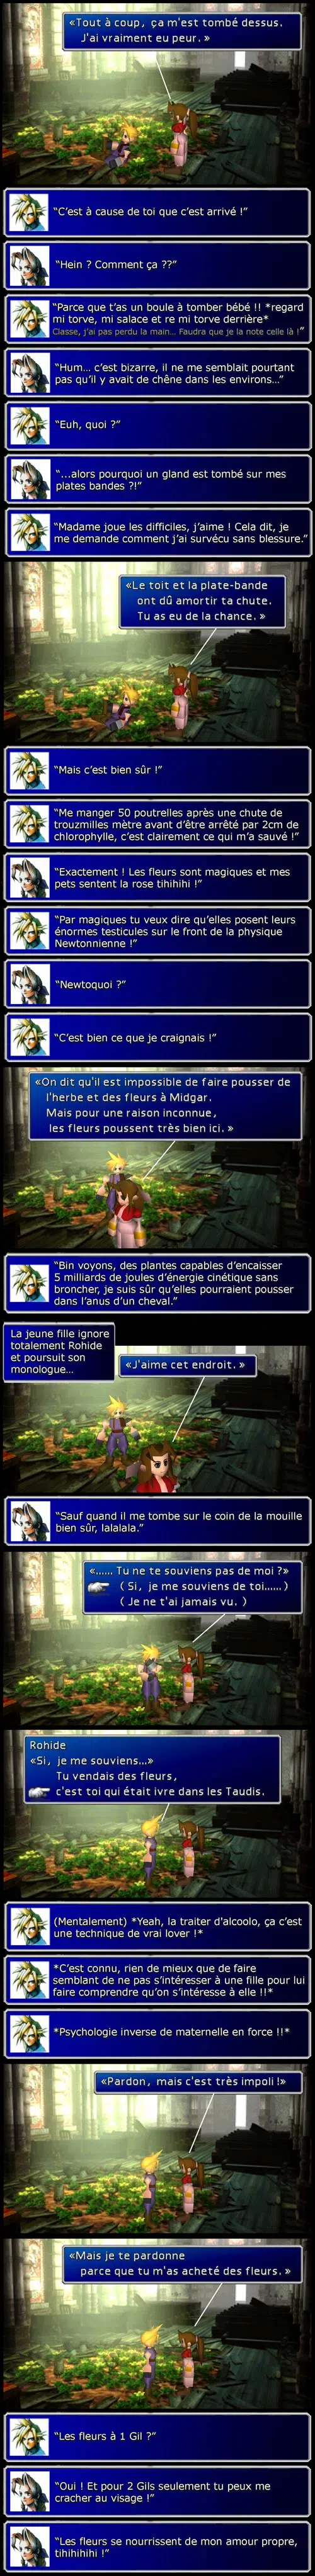 «Tout à coup, ça m'est tombé dessus.
J'ai vraiment eu peur. »
“C’est à cause de toi que c’est arrivé !”
“Hein ? Comment ça ??”
“Parce que t’as un boule à tomber bébé !! *regard
mi torve, mi salace et re mi torve derrière*
Classe, j’ai pas perdu la main... Faudra que je la note celle là !”
“Hum... c’est bizarre, il ne me semblait pourtant
pas qu’il y avait de chêne dans les environs...”
“Euh, quoi ?”
“...alors pourquoi un gland est tombé sur mes
plates bandes ?!”
“Madame joue les difficiles, j’aime ! Cela dit, je
me demande comment j’ai survécu sans blessure.”
«Le toit et la plate-bande
ont dû amortir ta chute.
Tu as eu de la chance. »
“Mais c’est bien sûr !”
“Me manger 50 poutrelles après une chute de
trouzmilles mètre avant d’être arrêté par 2cm de
chlorophylle, c’est clairement ce qui m’a sauvé !”
“Exactement ! Les fleurs sont magiques et mes
pets sentent la rose tihihihi !”
“Par magiques tu veux dire qu’elles posent leurs
énormes testicules sur le front de la physique
Newtonnienne !”
“Newtoquoi ?”
“C’est bien ce que je craignais !”
«On dit qu'il est impossible de faire pousser de
l'herbe et des fleurs à Midgar.
Mais pour une raison inconnue,
les fleurs poussent très bien ici. »
“Bin voyons, des plantes capables d’encaisser
5 milliards de joules d’énergie cinétique sans
broncher, je suis sûr qu’elles pourraient pousser
dans l’anus d’un cheval.”
La jeune fille ignore
totalement Rohide
et poursuit son
monologue...
«J'aime cet endroit. »
“Sauf quand il me tombe sur le coin de la mouille
bien sûr, lalalala.”
«...... Tu ne te souviens pas de moi ?»
( Si, je me souviens de toi......)
( Je ne t'ai jamais vu. )
Rohide
«Si, je me souviens...»
Tu vendais des fleurs,
c'est toi qui était ivre dans les Taudis.
(Mentalement) *Yeah, la traiter d’alcoolo, ça c’est
une technique de vrai lover !*
*C’est connu, rien de mieux que de faire
semblant de ne pas s’intéresser à une fille pour lui
faire comprendre qu’on s’intéresse à elle !!*
*Psychologie inverse de maternelle en force !!*
«Pardon, mais c'est très impoli !»
«Mais je te pardonne
parce que tu m'as acheté des fleurs. »
“Les fleurs à 1 Gil ?”
“Oui ! Et pour 2 Gils seulement tu peux me
cracher au visage !”
“Les fleurs se nourrissent de mon amour propre,
tihihihihi !”